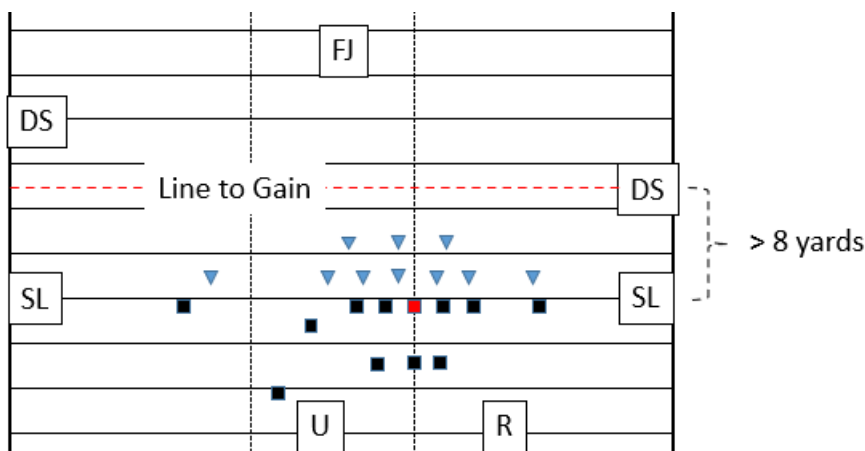 FJ
DS
Line to Gain
DS
> 8 yards
SL
SL
U
R